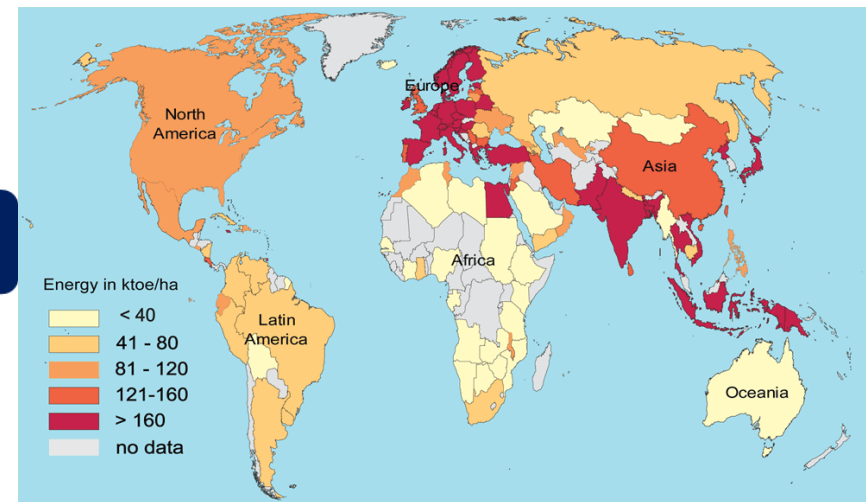 Europe
North
America
Asia
Africa
Energy in ktoe/ha
< 40
41 - 80
81 - 120
121-160
> 160
no data
Latin
America
Oceania